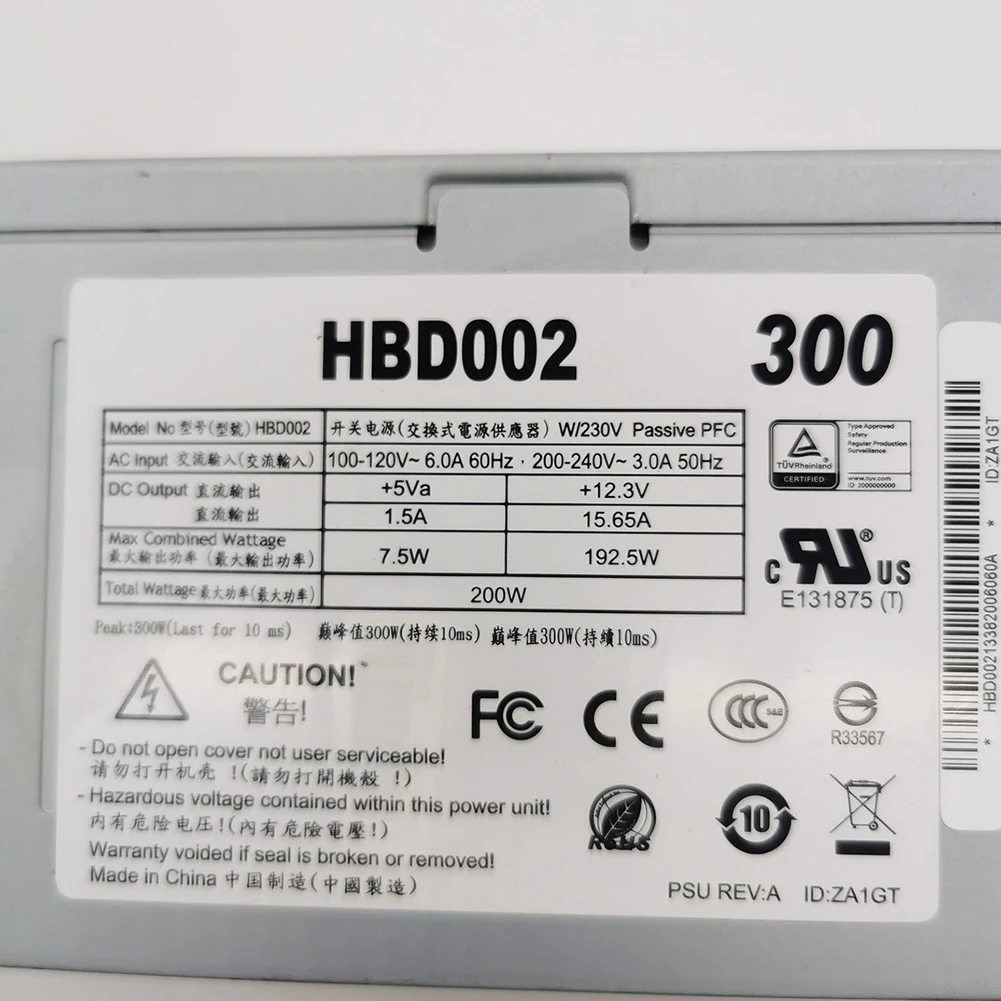 HBD002
300
Model No 型号(型號) HBD002
开关电源(交换式電源供應器) W/230V Passive PFC
AC Input 交流输入(交流輸入)
100-120V~ 6.0A 60Hz，200-240V~ 3.0A 50Hz
DC Output 直流输出
+5Va
+12.3V
直流輸出
1.5A
15.65A
Max Combined Wattage
最大输出功率 (最大輸出功率)
7.5W
192.5W
Total Wattage 最大功率(最大功率)
200W
Peak:300W(Last for 10 ms) 巅峰值300W(持续10ms) 巔峰值300W(持續10ms)
TÜVRheinland
CERTIFIED
Type Approved
Safety
Regular Production
Surveillance
www.tuv.com
ID 2000000000
c RU ® US
E131875 (T)
CAUTION!
警告!
- Do not open cover not user serviceable!
请勿打开机壳 !(請勿打開機殼 !)
- Hazardous voltage contained within this power unit!
内有危险电压!(內有危險電壓!)
Warranty voided if seal is broken or removed!
Made in China 中国制造(中國製造)
FC CE CCC S&E
R33567
RoHS
10
PSU REV:A ID:ZA1GT
* HBD00213382006060A * ID:ZA1GT